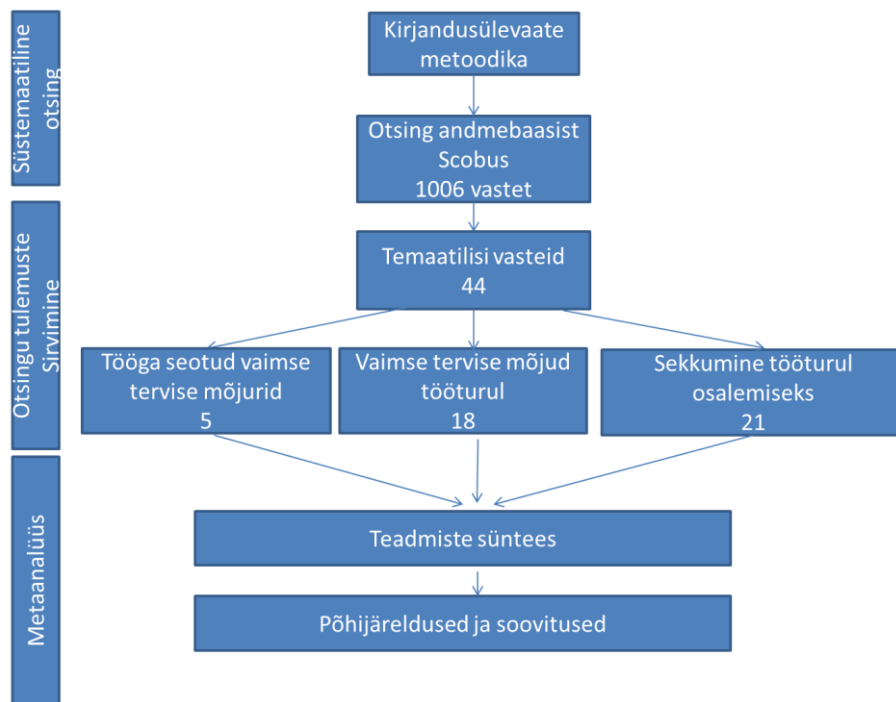 Süstemaatiline
otsing
Kirjandusülevaate
metoodika
Otsing andmebaasist
Scobus
1006 vastet
Otsingu tulemuste
Sirvimine
Temaatilisi vasteid
44
Tööga seotud vaimse
tervise mõjurid
5
Vaimse tervise mõjud
tööturul
18
Sekkumine tööturul
osalemiseks
21
Metaanalüüs
Teadmiste süntees
Põhijäreldused ja soovitused